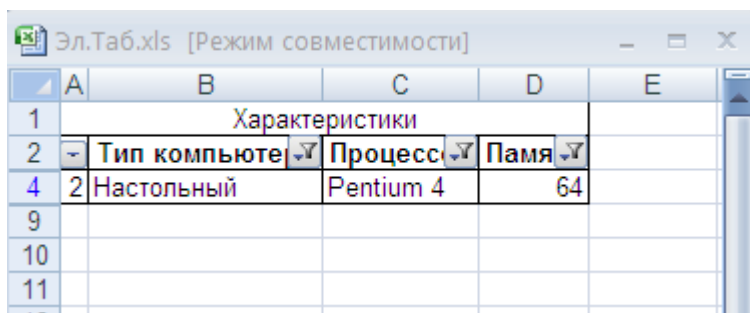 Эл.Таб.xls [Режим совместимости]
A B C D E
1 Характеристики
2 Тип компьюте Процесс Памя
4 2 Настольный Pentium 4 64
9
10
11